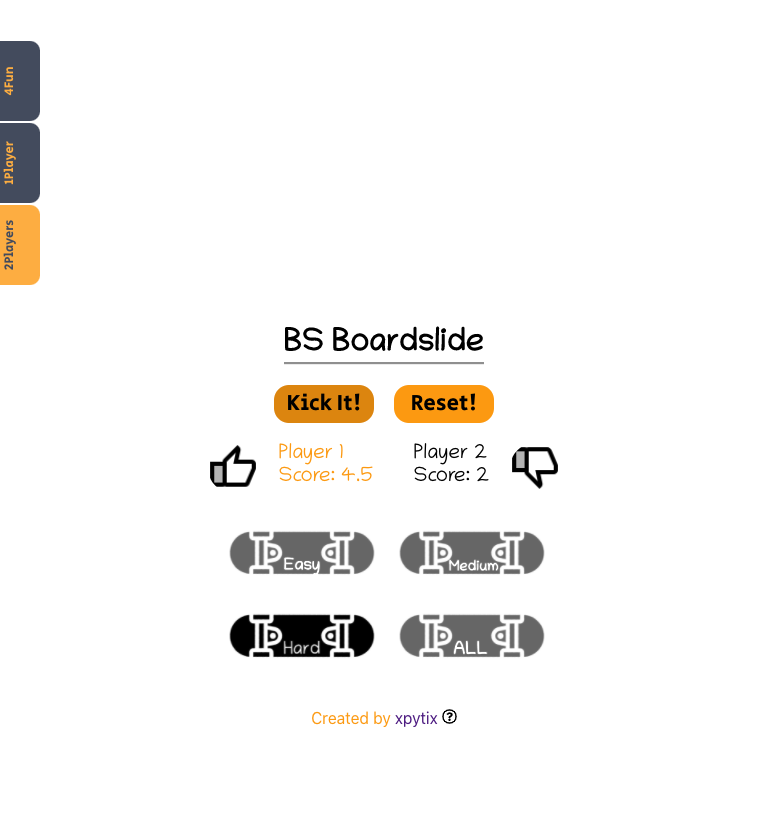 4Fun
1Player
2Players
BS Boardslide
Kick It! Reset!
Player 1 Player 2
Score: 4.5 Score: 2
Easy Medium
Hard ALL
Created by xpytix ?